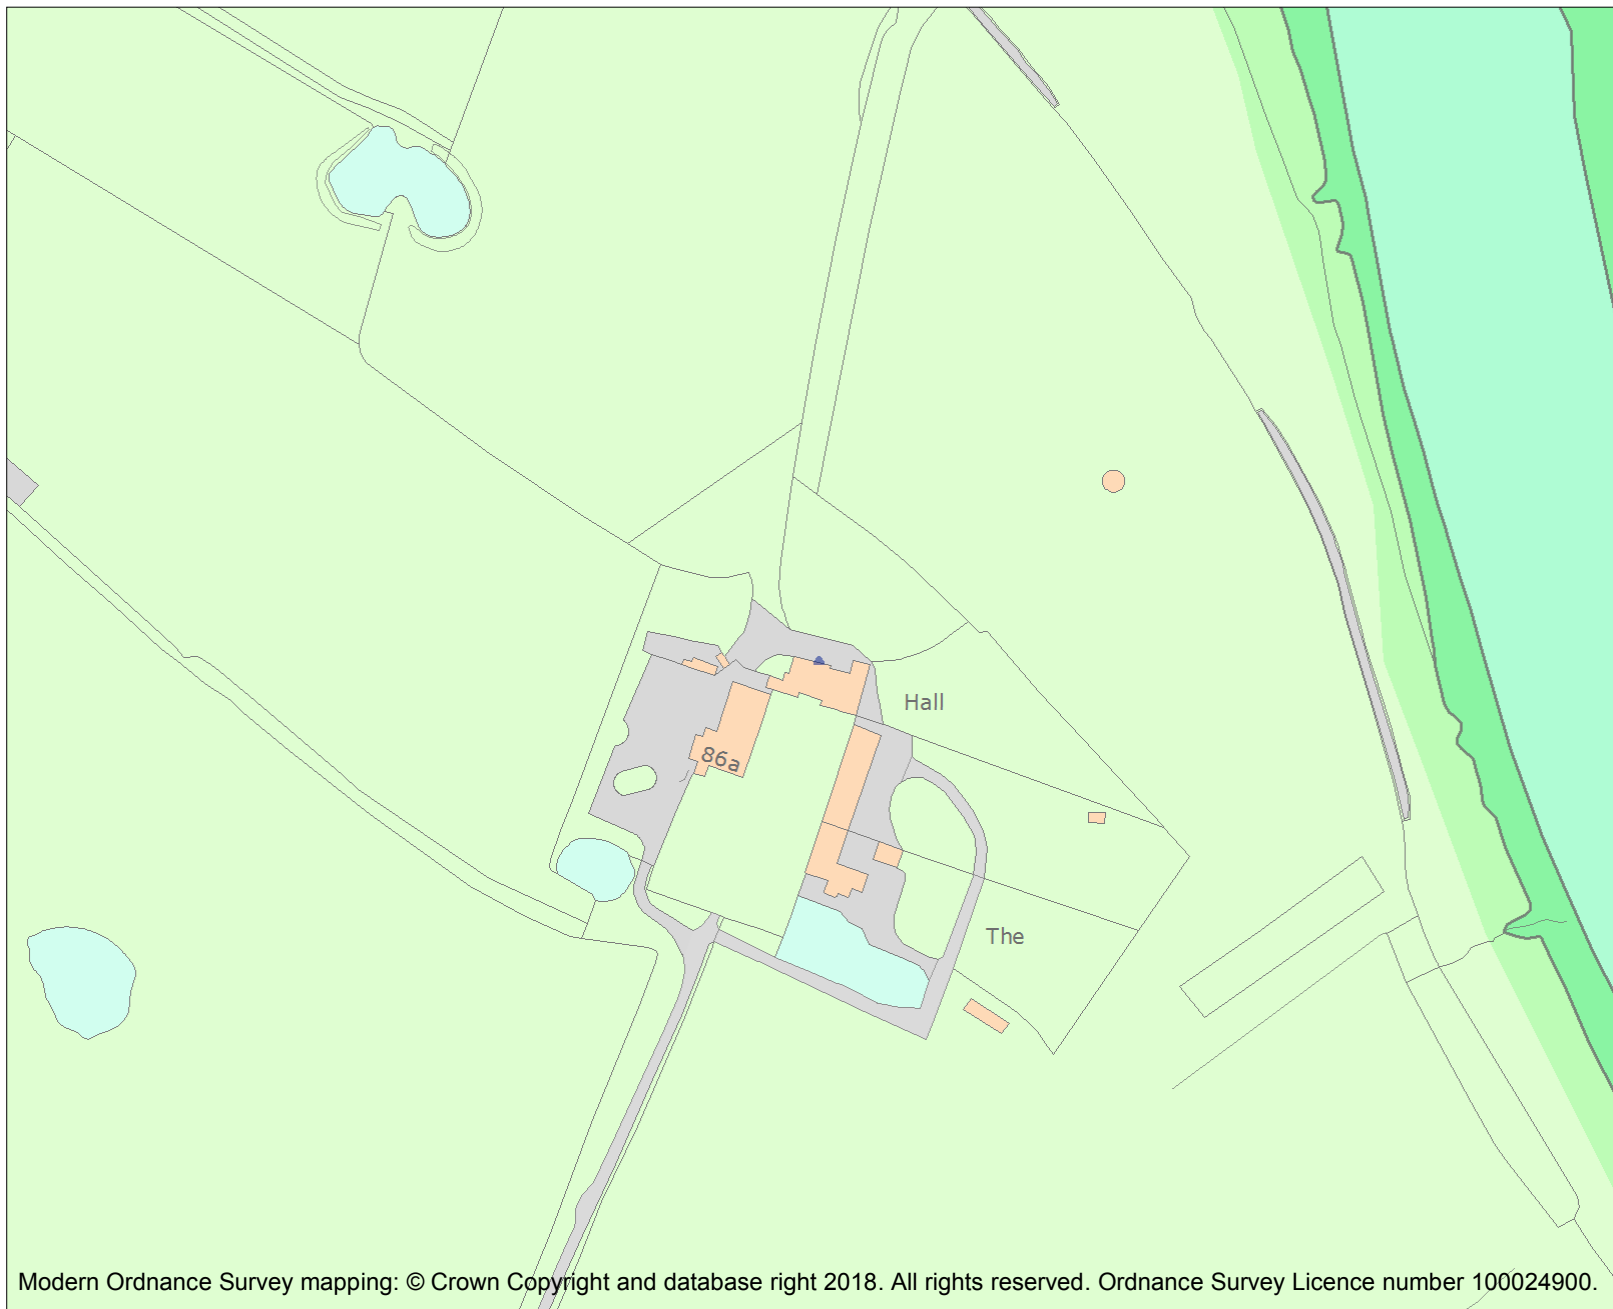 Hall
86a
The
Modern Ordnance Survey mapping: © Crown Copyright and database right 2018. All rights reserved. Ordnance Survey Licence number 100024900.